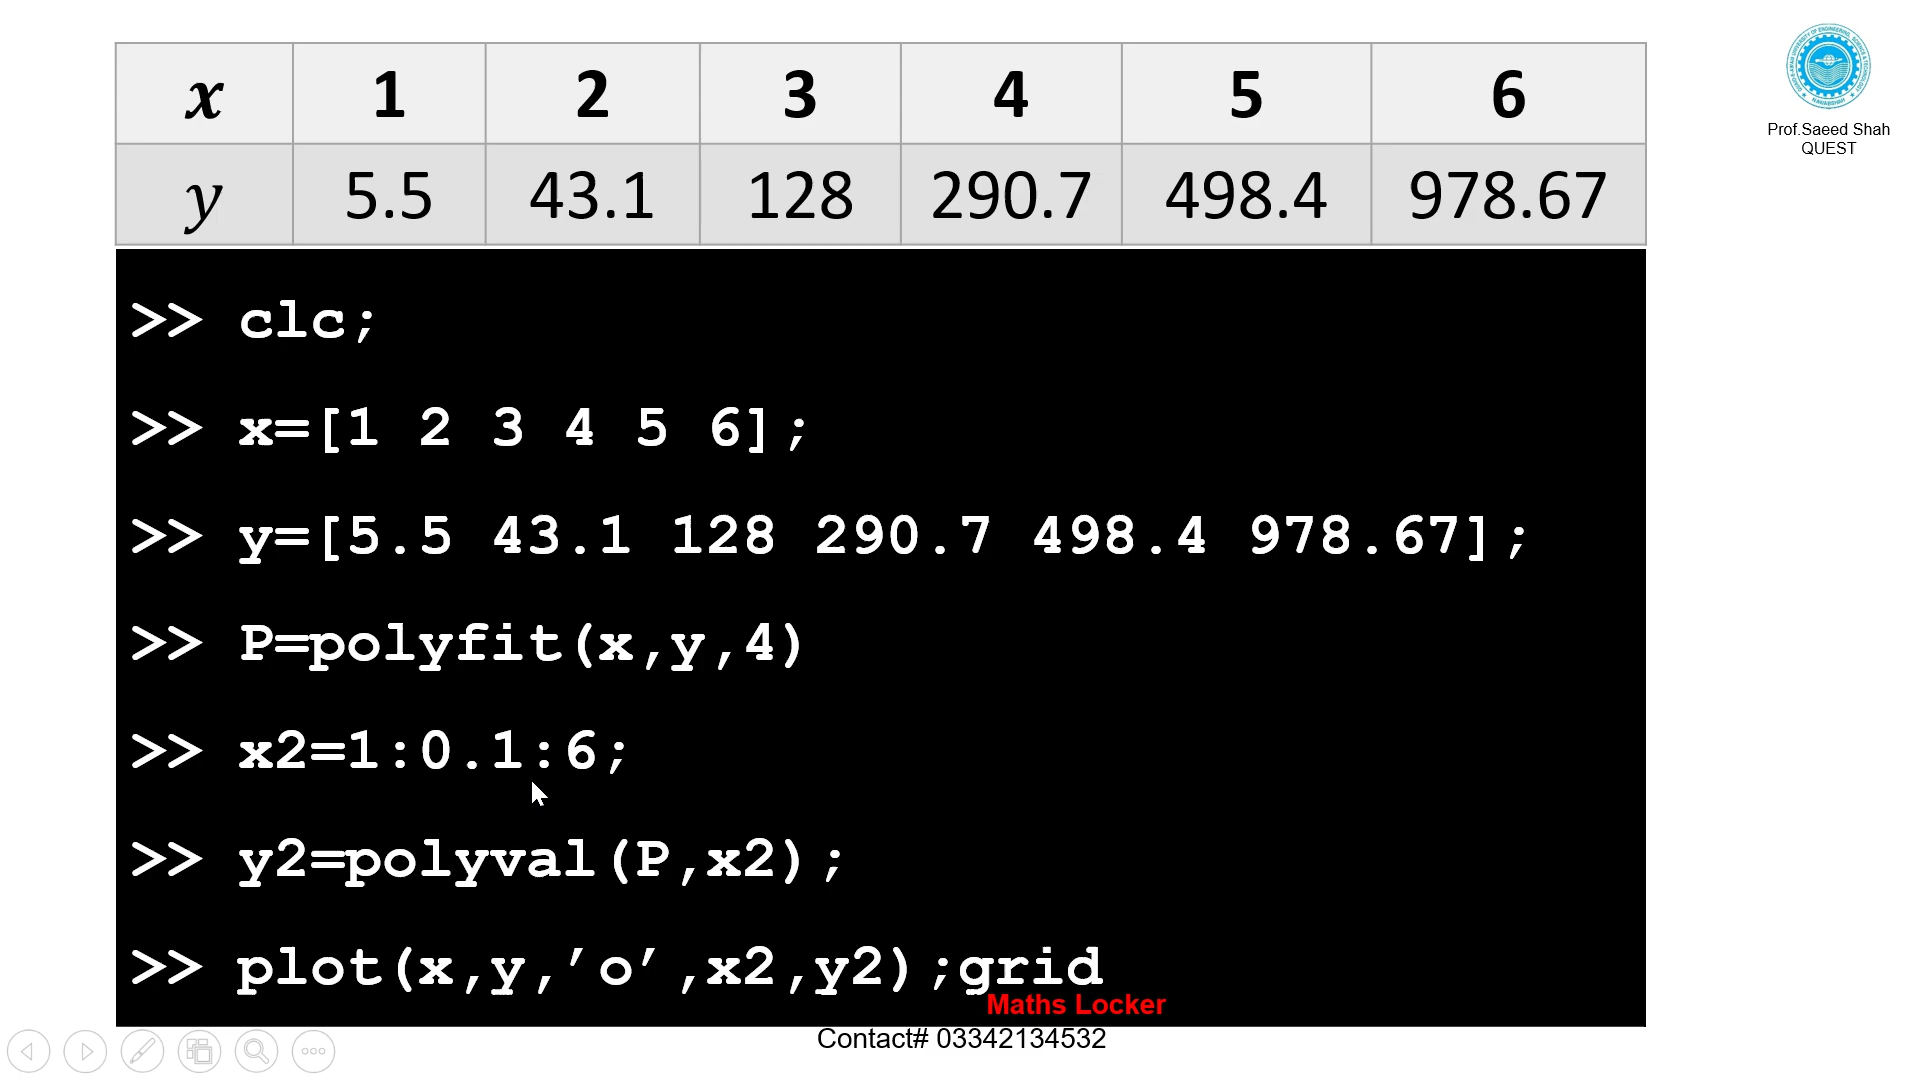 x 1 2 3 4 5 6
y 5.5 43.1 128 290.7 498.4 978.67
Prof.Saeed Shah
QUEST
>> clc;
>> x=[1 2 3 4 5 6];
>> y=[5.5 43.1 128 290.7 498.4 978.67];
>> P=polyfit(x,y,4)
>> x2=1:0.1:6;
>> y2=polyval(P,x2);
>> plot(x,y,’o’,x2,y2);grid
Maths Locker
Contact# 03342134532